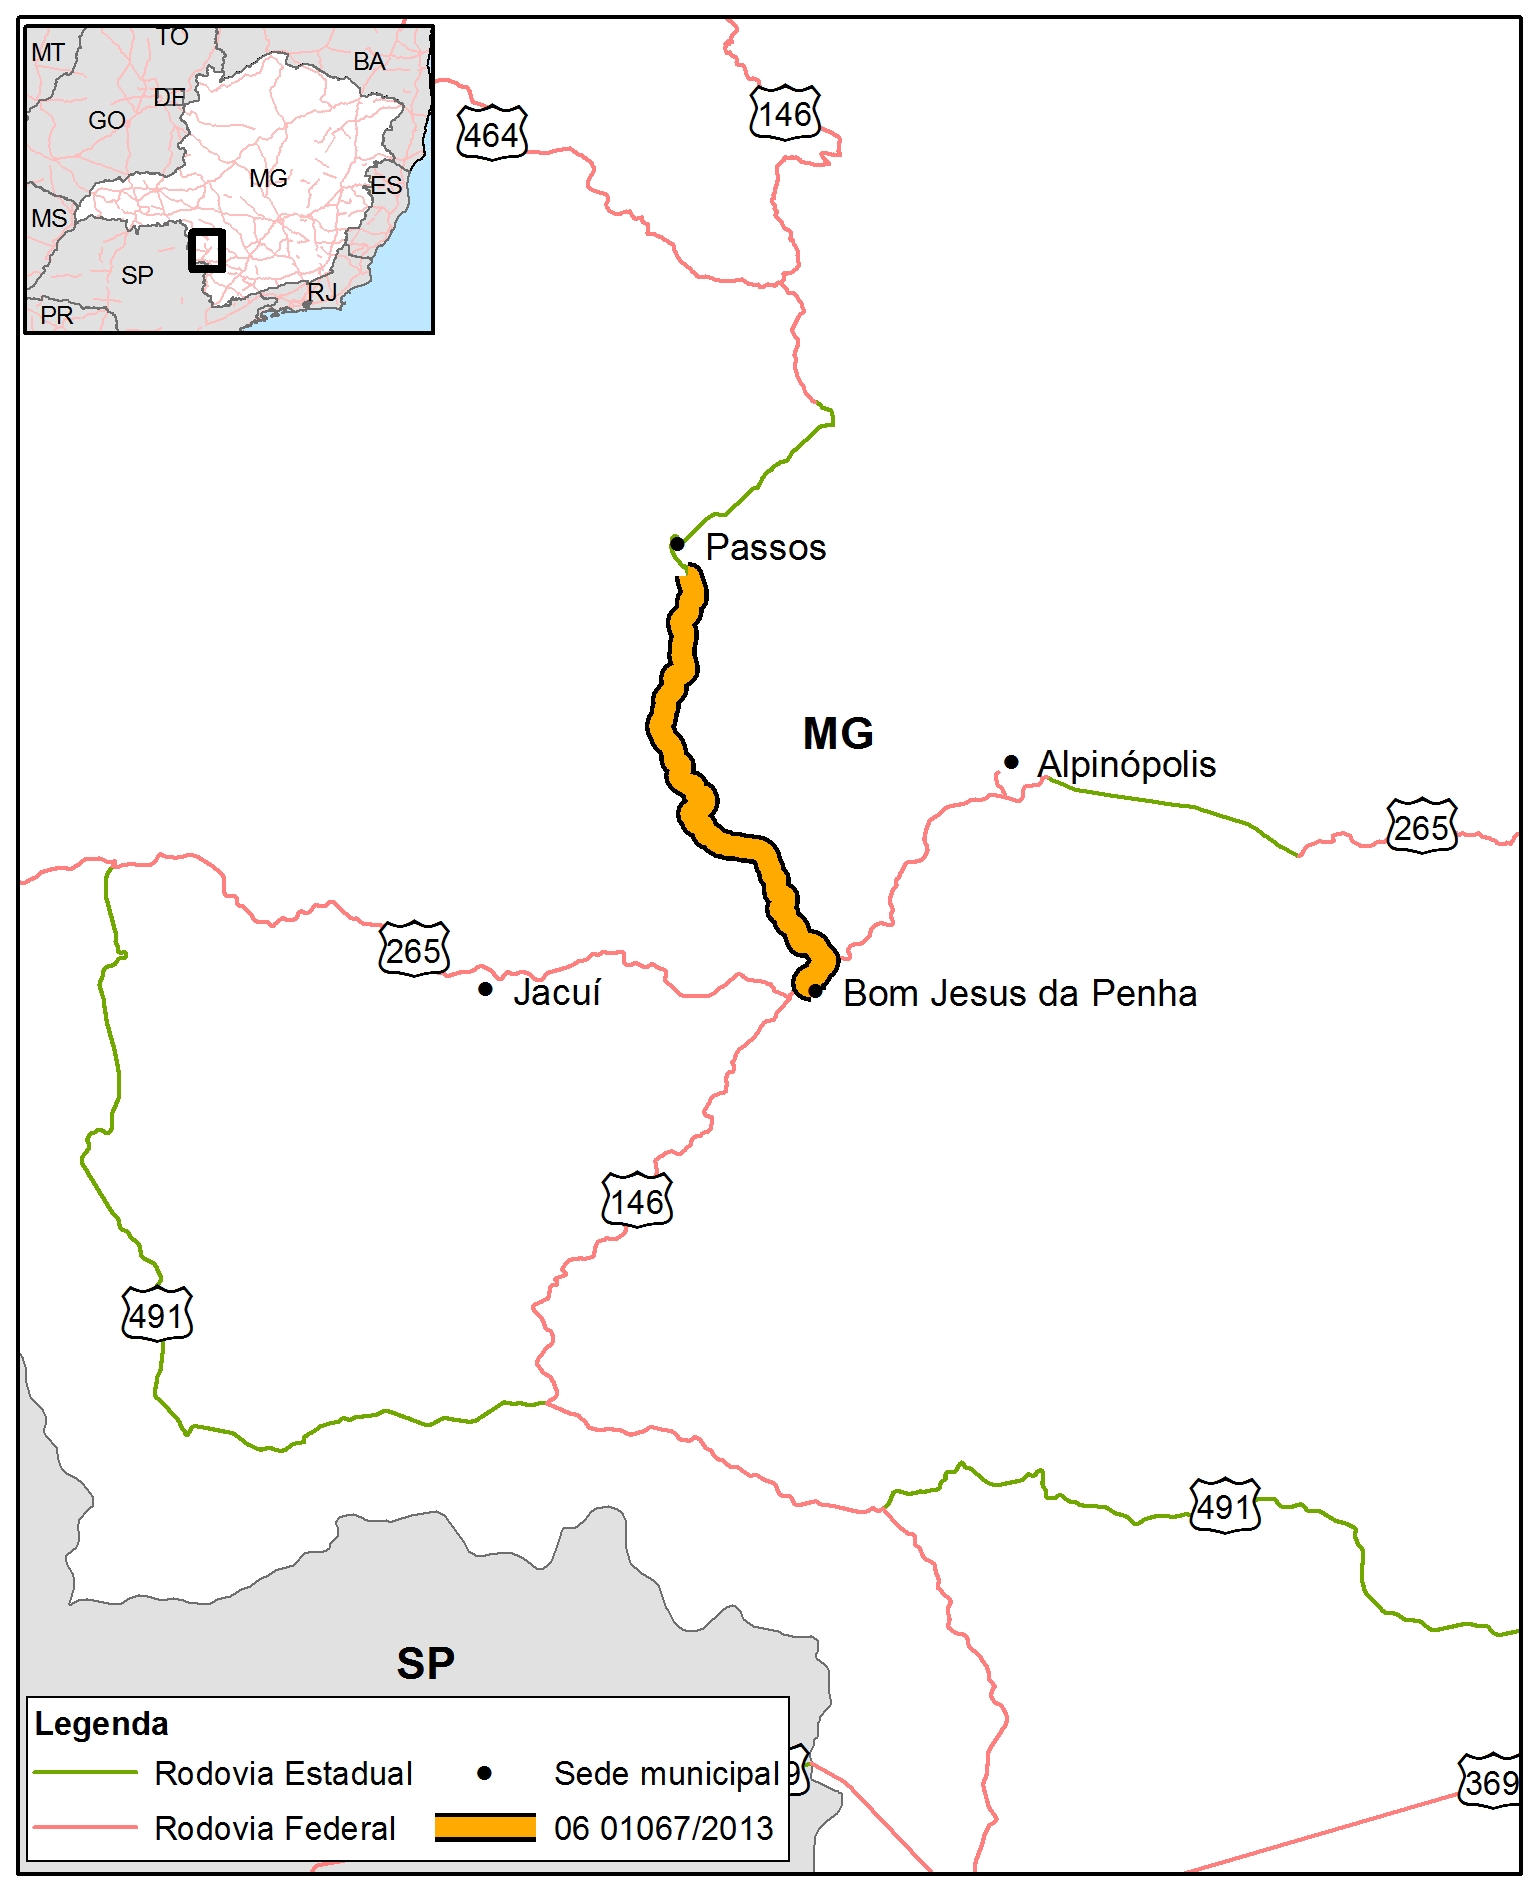 TO
MT
BA
DF
GO
MG
ES
MS
SP
RJ
PR
464
146
Passos
MG
Alpinópolis
265
265
Jacuí
Bom Jesus da Penha
146
491
491
SP
Legenda
Rodovia Estadual
Sede municipal
9
369
Rodovia Federal
06 01067/2013